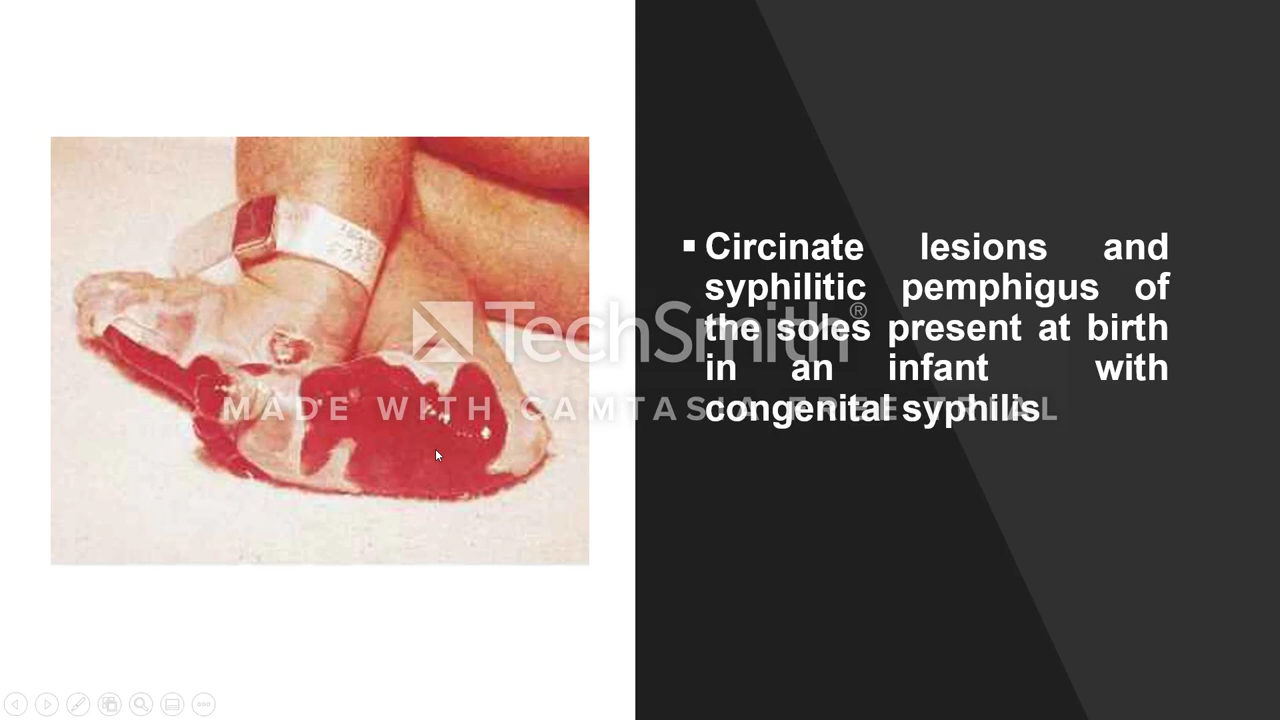 ▪ Circinate lesions and
syphilitic pemphigus of
the soles present at birth
in an infant with
congenital syphilis
TechSmith®
MADE WITH CAMTASIA FREE TRIAL